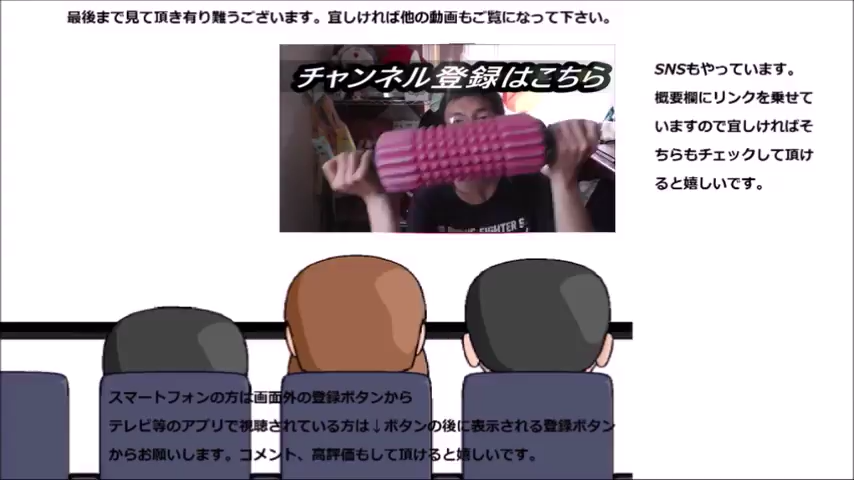 最後まで見て頂き有り難うございます。宜しければ他の動画もご覧になって下さい。
チャンネル登録はこちら
FIGHTER
SNSもやっています。
概要欄にリンクを乗せて
いますので宜しければそ
ちらもチェックして頂け
ると嬉しいです。
スマートフォンの方は画面外の登録ボタンから
テレビ等のアプリで視聴されている方は↓ボタンの後に表示される登録ボタン
からお願いします。コメント、高評価もして頂けると嬉しいです。